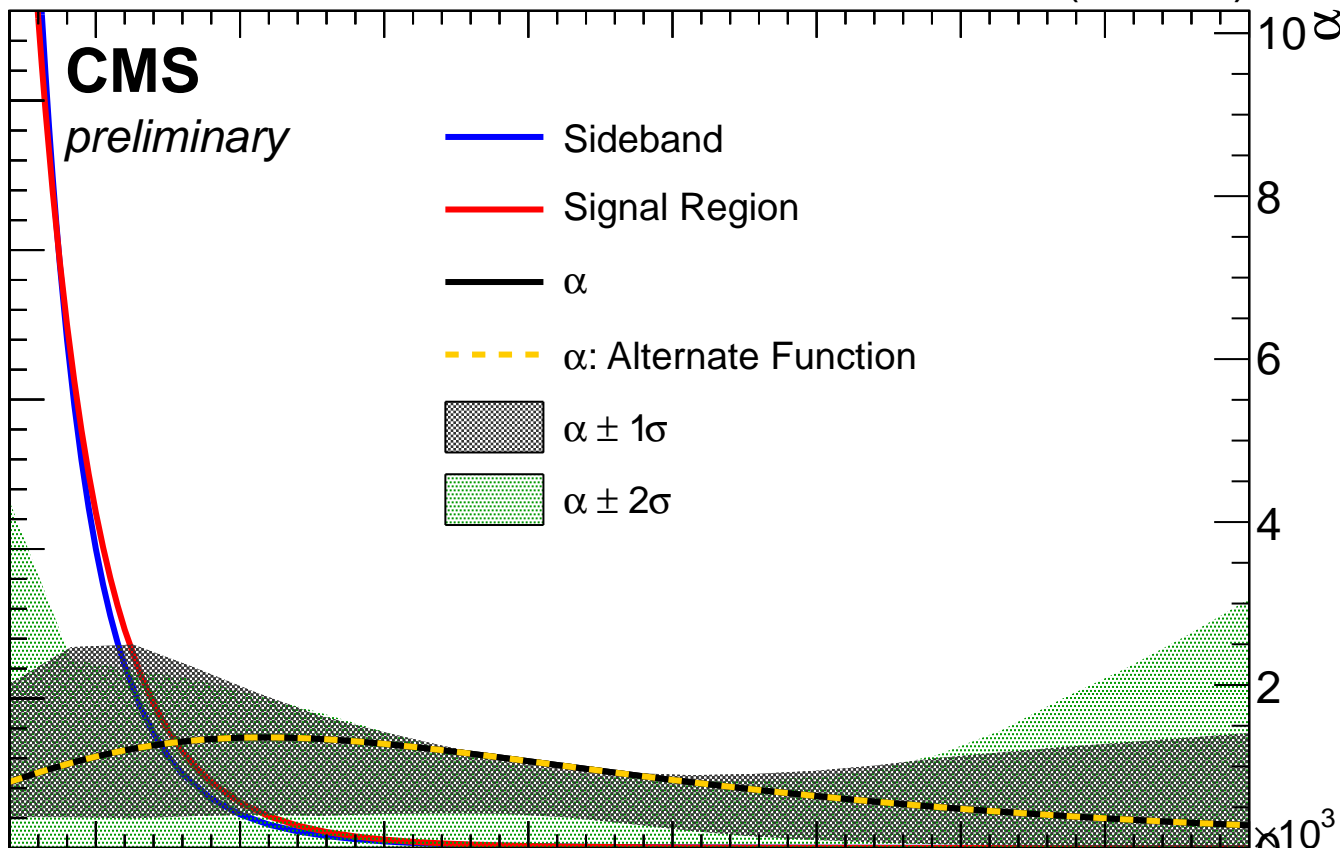 CMS
preliminary
Sideband
Signal Region
α
α: Alternate Function
α ± 1σ
α ± 2σ
10
8
6
4
2
×10³
α